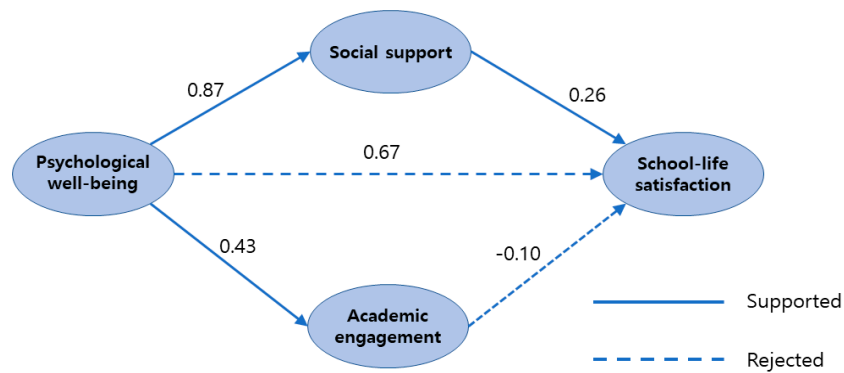 Social support
0.87
0.26
Psychological
well-being
0.67
School-life
satisfaction
0.43
-0.10
Academic
engagement
Supported
Rejected